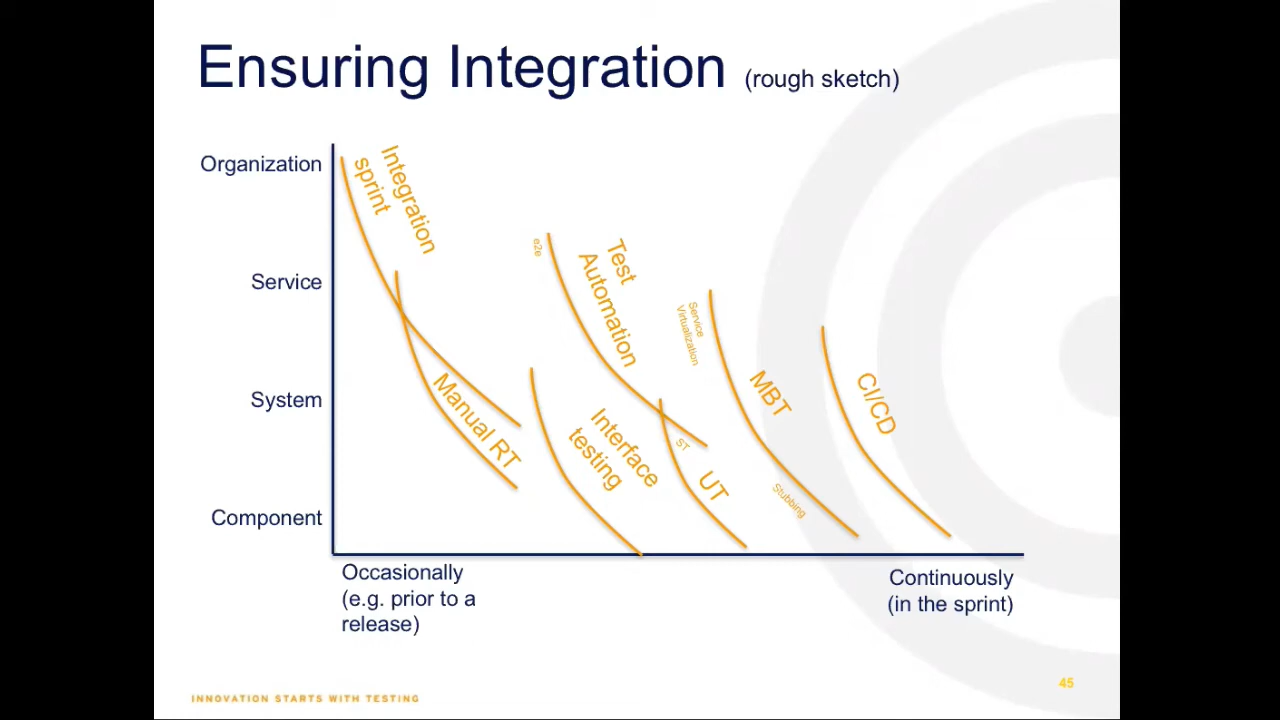 Ensuring Integration (rough sketch)
Organization
Service
System
Component
Integration
sprint
Manual RT
e2e
Test
Automation
Interface
testing
ST
UT
Service
Virtualization
MBT
Stubbing
CI/CD
Occasionally
(e.g. prior to a
release)
Continuously
(in the sprint)
INNOVATION STARTS WITH TESTING
45